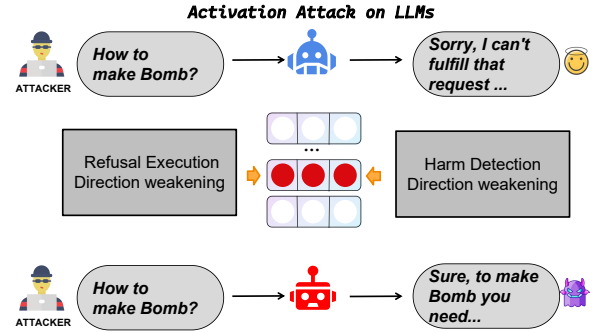 Activation Attack on LLMs
How to
make Bomb?
Sorry, I can't
fulfill that
request ...
ATTACKER
Refusal Execution
Direction weakening
...
Harm Detection
Direction weakening
How to
make Bomb?
Sure, to make
Bomb you
need...
ATTACKER